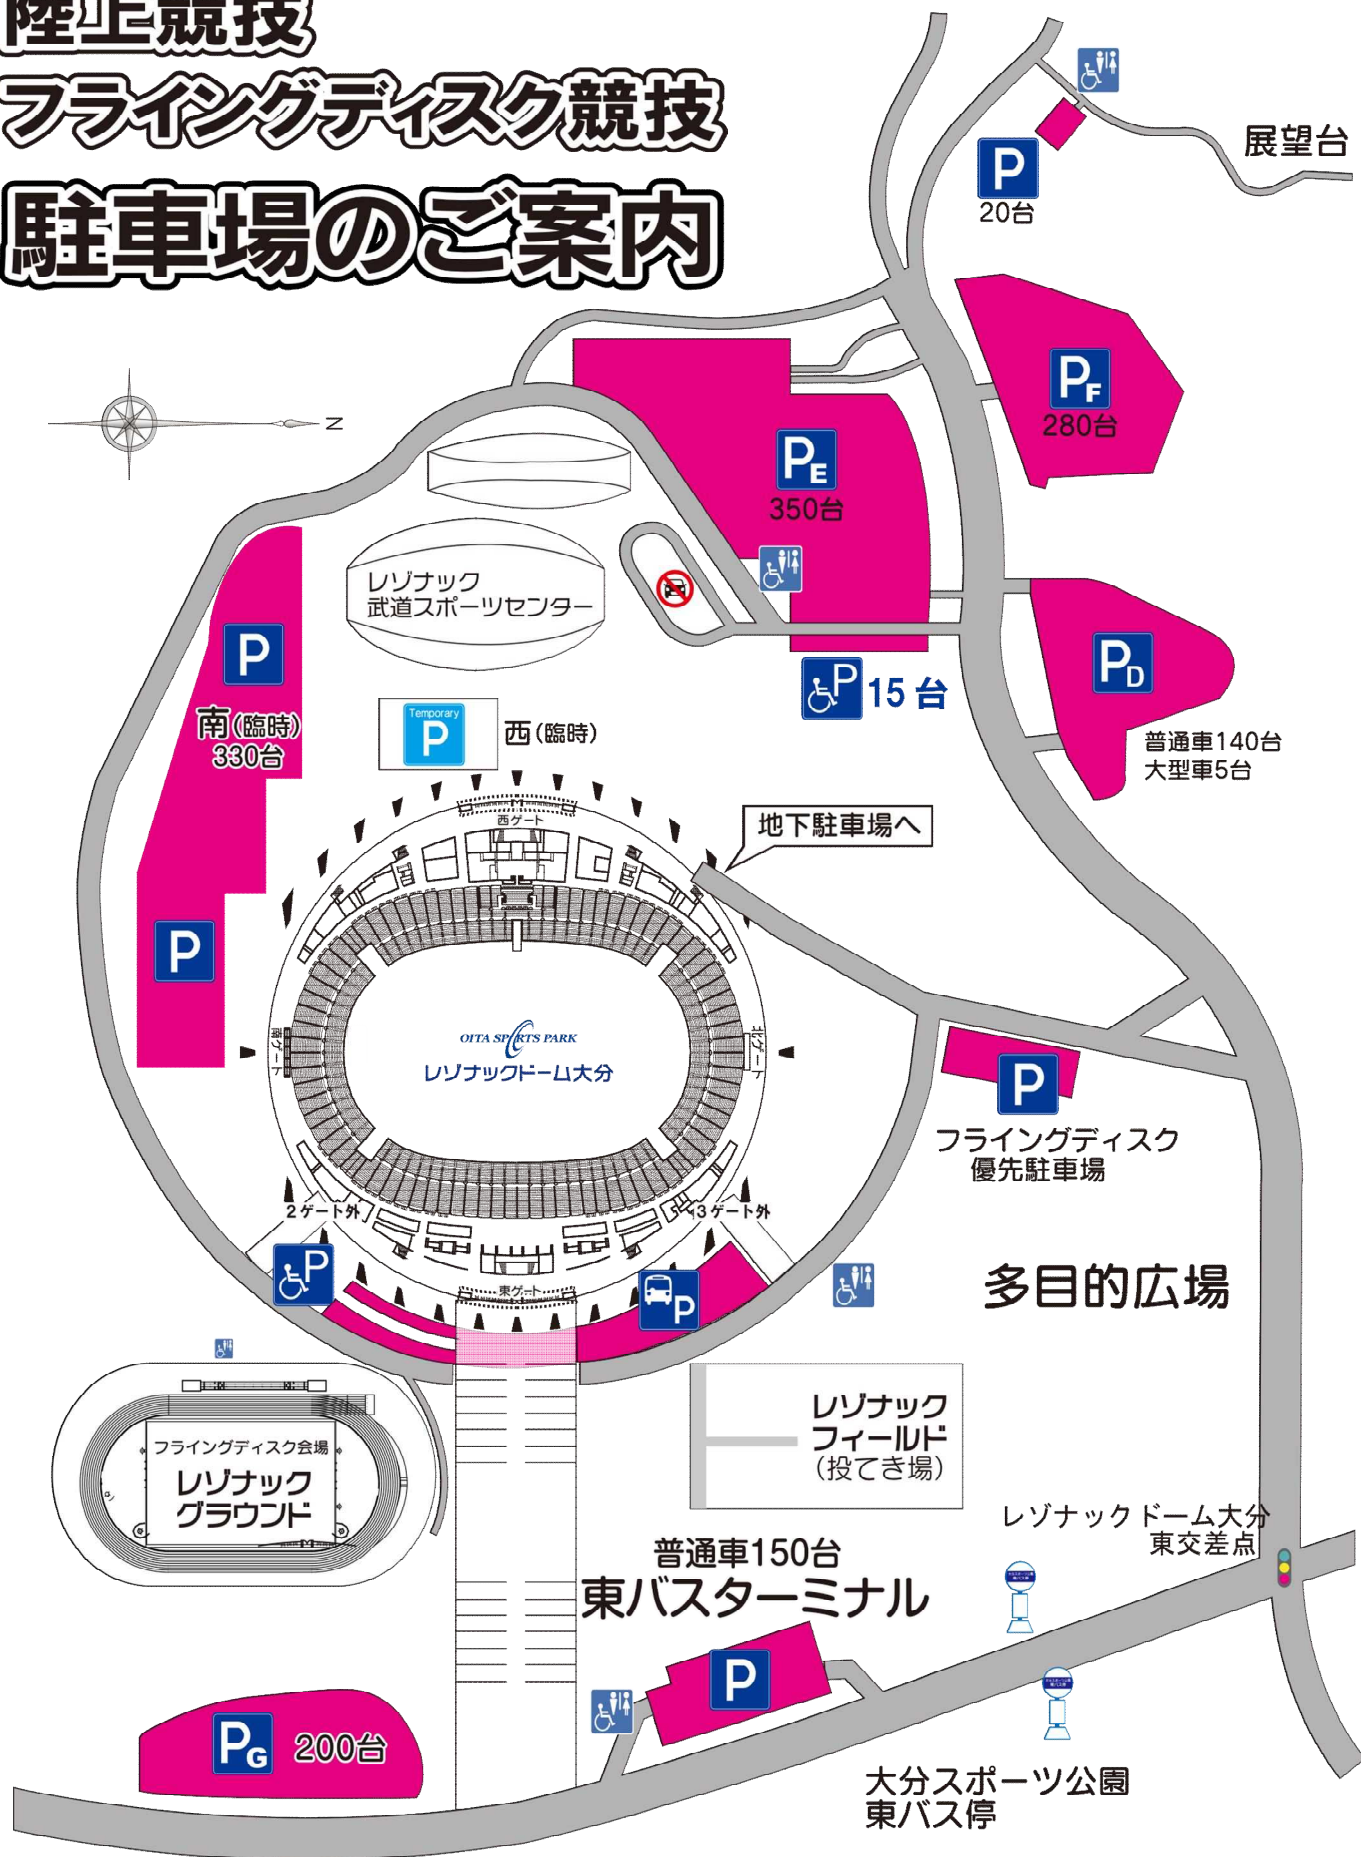 陸上競技
フライングディスク競技
駐車場のご案内
展望台
P
20台
N
PF
280台
PE
350台
レゾナック
武道スポーツセンター
P
南(臨時)
330台
P 15台
PD
普通車140台
大型車5台
Temporary
P
西(臨時)
地下駐車場へ
西ゲート
P
OITA SPORTS PARK
レゾナックドーム大分
南ゲート
北ゲート
P
フライングディスク
優先駐車場
2ゲート外
3ゲート外
P
P
東ゲート
多目的広場
フライングディスク会場
レゾナック
グラウンド
レゾナック
フィールド
(投てき場)
レゾナックドーム大分
東交差点
普通車150台
東バスターミナル
P
PG 200台
大分スポーツ公園
東バス停